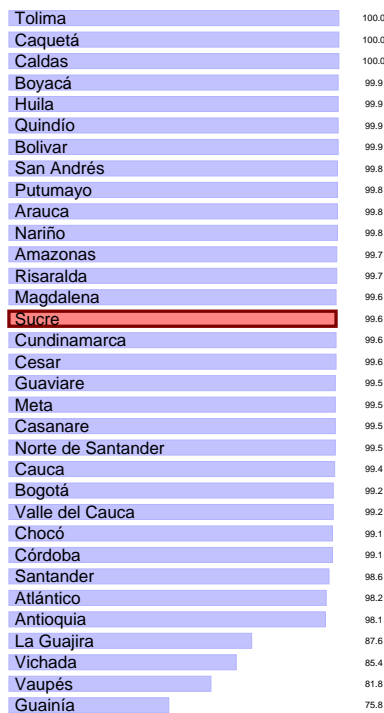 Tolima 100.0
Caquetá 100.0
Caldas 100.0
Boyacá 99.9
Huila 99.9
Quindío 99.9
Bolivar 99.9
San Andrés 99.8
Putumayo 99.8
Arauca 99.8
Nariño 99.8
Amazonas 99.7
Risaralda 99.7
Magdalena 99.6
Sucre 99.6
Cundinamarca 99.6
Cesar 99.6
Guaviare 99.5
Meta 99.5
Casanare 99.5
Norte de Santander 99.5
Cauca 99.4
Bogotá 99.2
Valle del Cauca 99.2
Chocó 99.1
Córdoba 99.1
Santander 98.6
Atlántico 98.2
Antioquia 98.1
La Guajira 87.6
Vichada 85.4
Vaupés 81.8
Guainía 75.8